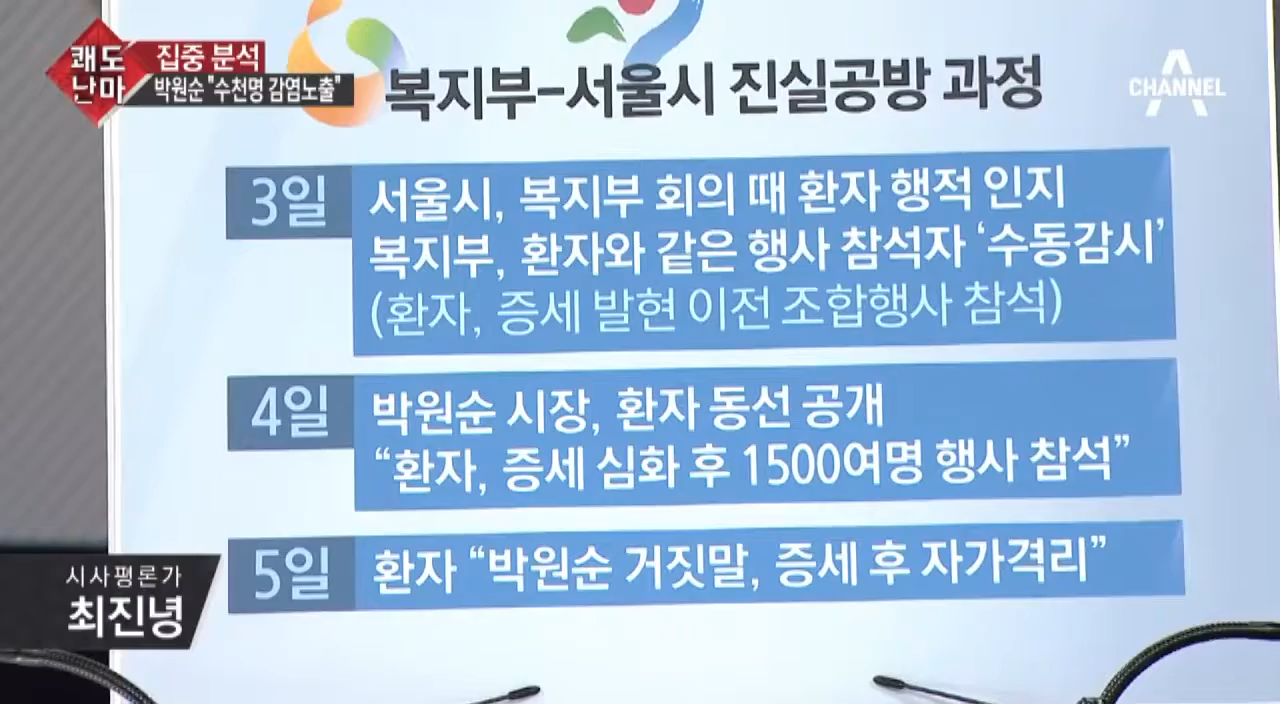 쾌도
난마
집중 분석
박원순 "수천명 감염노출"
CHANNEL A
복지부-서울시 진실공방 과정
3일
서울시, 복지부 회의 때 환자 행적 인지
복지부, 환자와 같은 행사 참석자 '수동감시'
(환자, 증세 발현 이전 조합행사 참석)
4일
박원순 시장, 환자 동선 공개
"환자, 증세 심화 후 1500여명 행사 참석"
5일
환자 "박원순 거짓말, 증세 후 자가격리"
시사평론가
최진녕